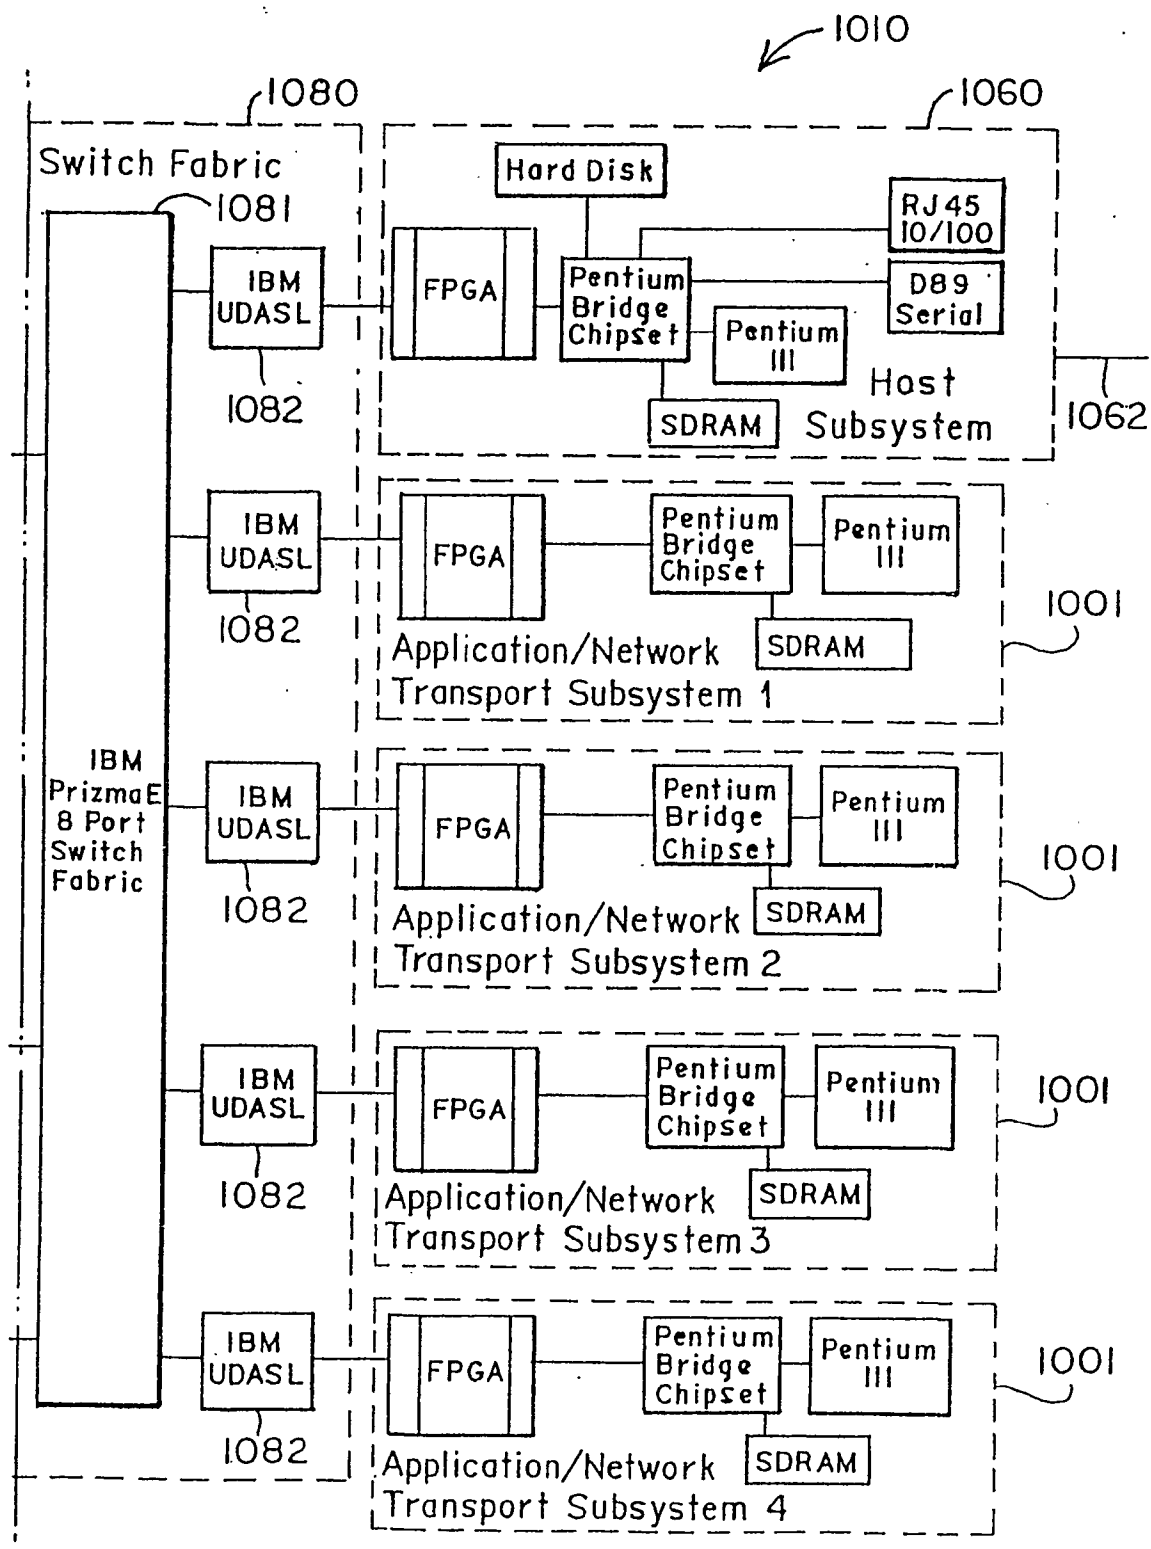 1010
1080
1060
Switch Fabric
1081
Hard Disk
RJ45
10/100
IBM
UDASL
FPGA
Pentium
Bridge
Chipset
D89
Serial
Pentium
III
1082
SDRAM
Host
Subsystem
1062
IBM
UDASL
FPGA
Pentium
Bridge
Chipset
Pentium
III
1082
1001
Application/Network
Transport Subsystem 1
SDRAM
IBM
PrizmaE
8 Port
Switch
Fabric
IBM
UDASL
FPGA
Pentium
Bridge
Chipset
Pentium
III
1082
1001
Application/Network
Transport Subsystem 2
SDRAM
IBM
UDASL
FPGA
Pentium
Bridge
Chipset
Pentium
III
1082
1001
Application/Network
Transport Subsystem 3
SDRAM
IBM
UDASL
FPGA
Pentium
Bridge
Chipset
Pentium
III
1082
1001
Application/Network
Transport Subsystem 4
SDRAM